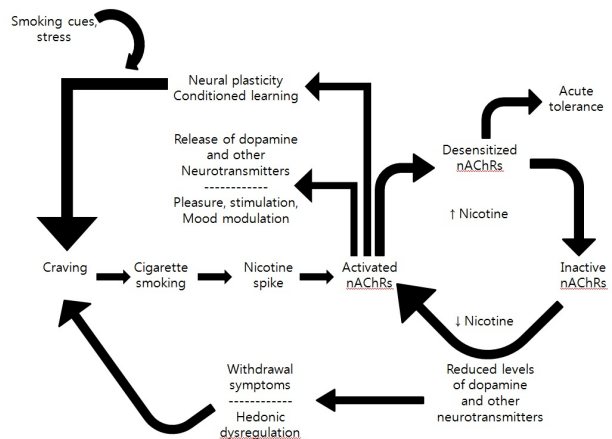 Smoking cues,
stress
Neural plasticity
Conditioned learning
Acute
tolerance
Release of dopamine
and other
Neurotransmitters
------------
Pleasure, stimulation,
Mood modulation
Desensitized
nAChRs
↑ Nicotine
Craving
Cigarette
smoking
Nicotine
spike
Activated
nAChRs
Inactive
nAChRs
↓ Nicotine
Withdrawal
symptoms
----------
Hedonic
dysregulation
Reduced levels
of dopamine
and other
neurotransmitters